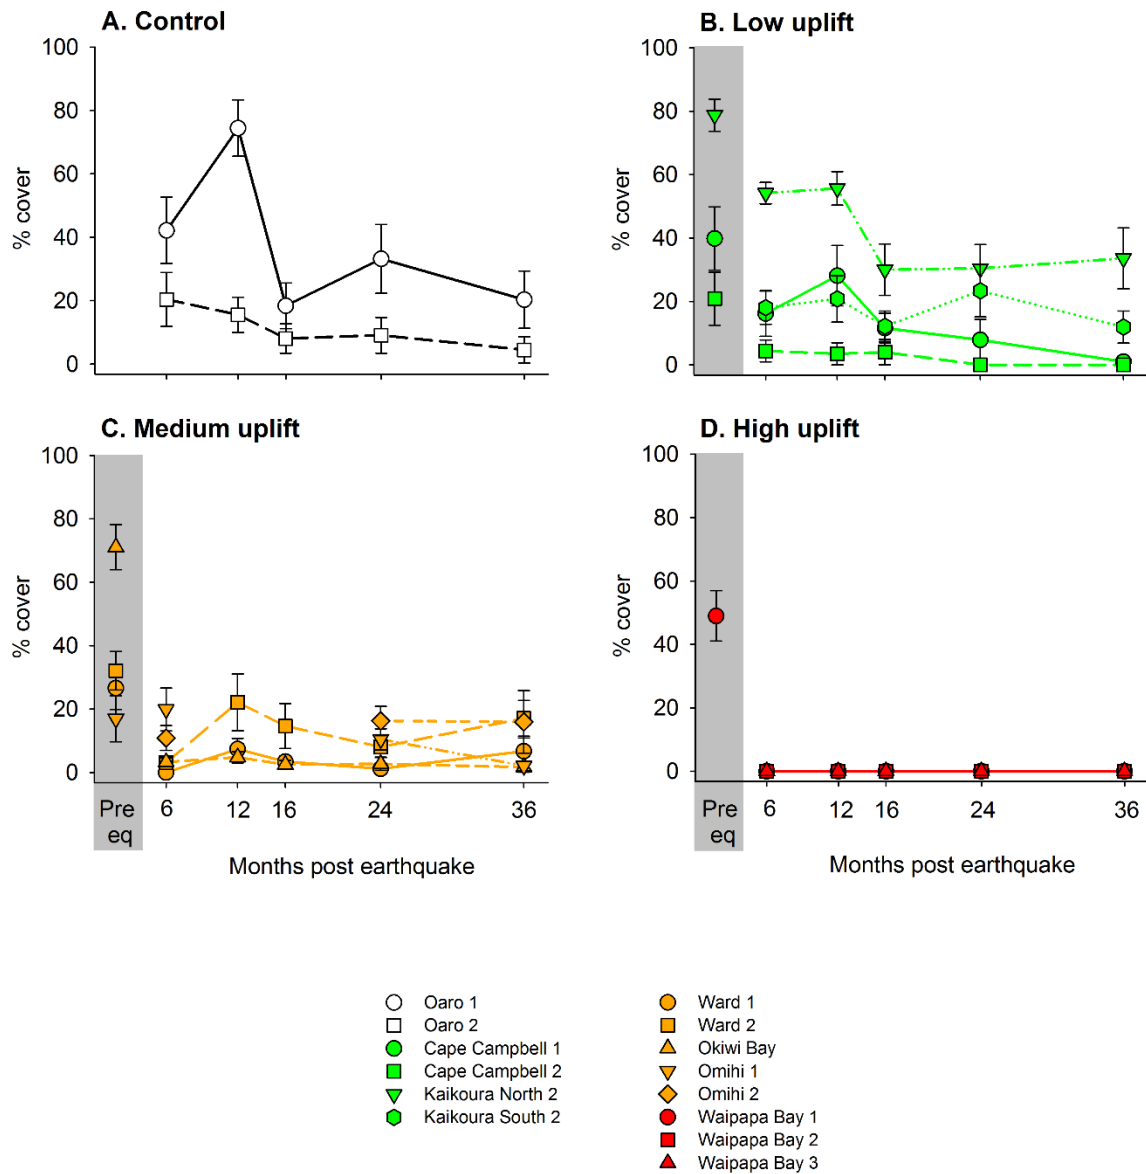 A. Control
100
80
60
40
20
0
% cover
B. Low uplift
100
80
60
40
20
0
% cover
C. Medium uplift
100
80
60
40
20
0
% cover
Pre eq
6
12
16
24
36
Months post earthquake
D. High uplift
100
80
60
40
20
0
% cover
Pre eq
6
12
16
24
36
Months post earthquake
Oaro 1
Oaro 2
Cape Campbell 1
Cape Campbell 2
Kaikoura North 2
Kaikoura South 2
Ward 1
Ward 2
Okiwi Bay
Omihi 1
Omihi 2
Waipapa Bay 1
Waipapa Bay 2
Waipapa Bay 3